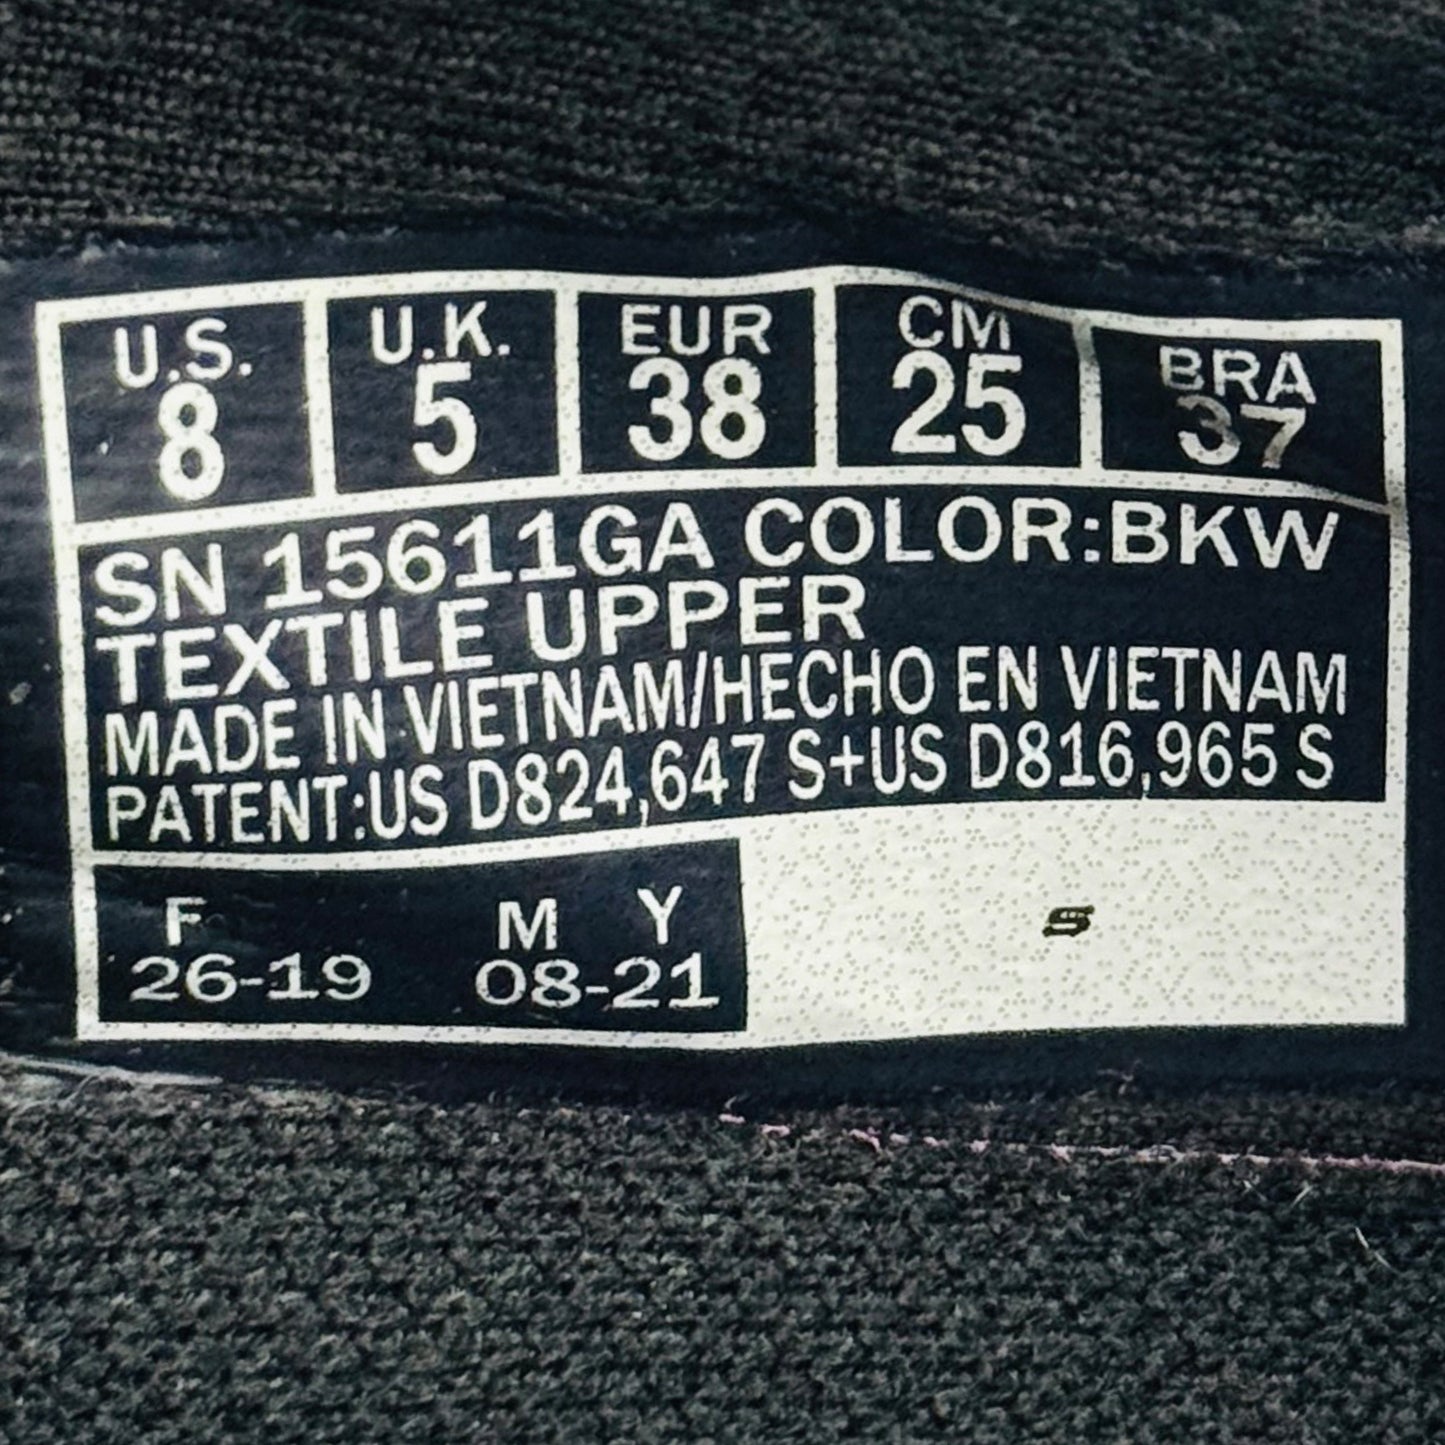 U.S. U.K. EUR CM BRA
8 5 38 25 37
SN 15611GA COLOR:BKW
TEXTILE UPPER
MADE IN VIETNAM/HECHO EN VIETNAM
PATENT:US D824,647 S+US D816,965 S
F M Y
26-19 08-21
S